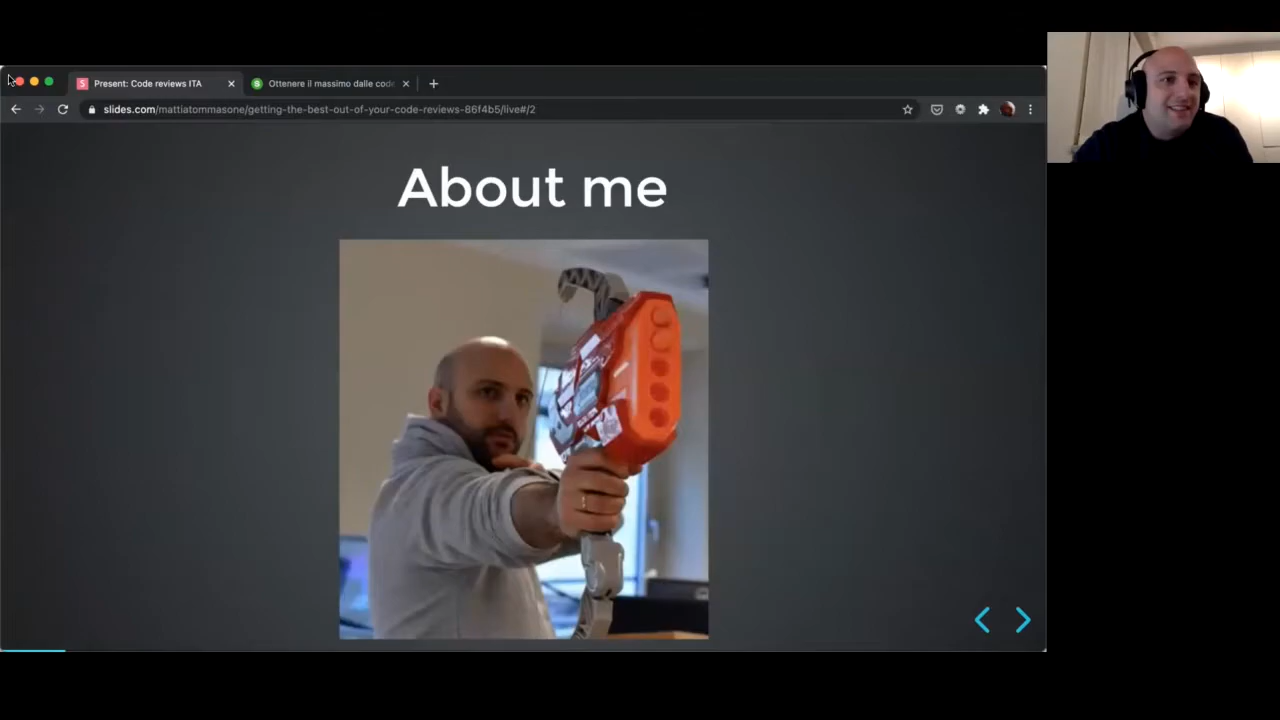 Present: Code reviews ITA
Ottenere il massimo dalle code
slides.com/mattiatommasone/getting-the-best-out-of-your-code-reviews-86f4b5/live#/2
About me